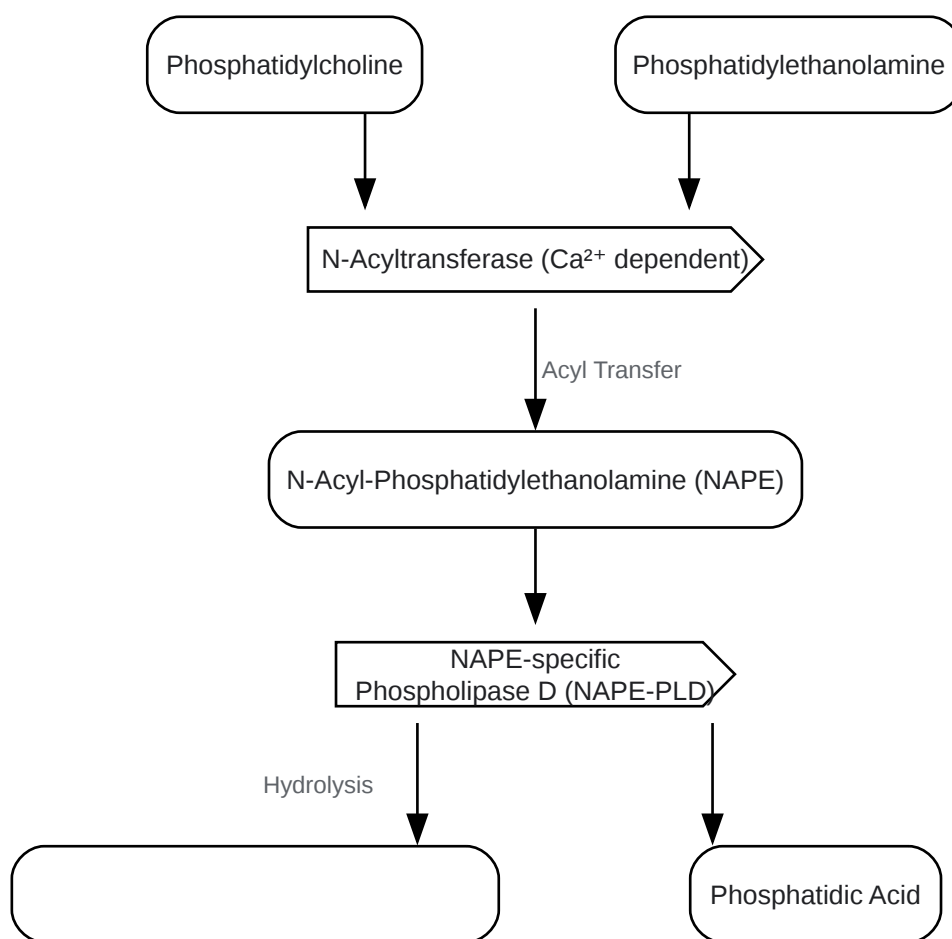 Phosphatidylcholine
Phosphatidylethanolamine
N-Acyltransferase (Ca²⁺ dependent)
Acyl Transfer
N-Acyl-Phosphatidylethanolamine (NAPE)
NAPE-specific
Phospholipase D (NAPE-PLD)
Hydrolysis
Phosphatidic Acid